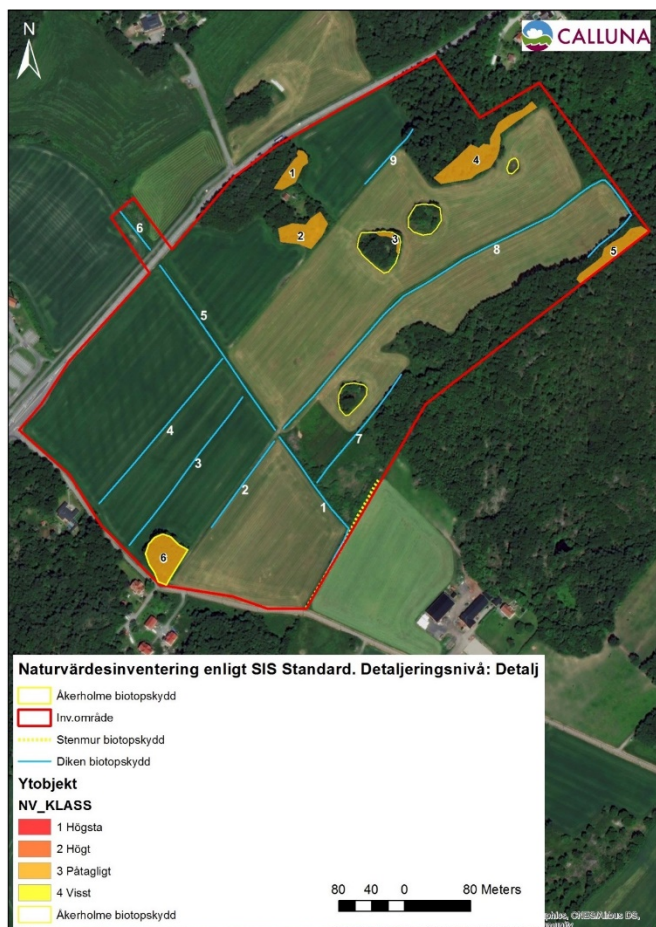 N
CALLUNA
1
9
4
6
2
3
8
5
5
4
7
3
2
1
6
Naturvärdesinventering enligt SIS Standard. Detaljeringsnivå: Detalj
Åkerholme biotopskydd
Inv.område
Stenmur biotopskydd
Diken biotopskydd
Ytobjekt
NV_KLASS
1 Högsta
2 Högt
3 Påtagligt
4 Visst
Åkerholme biotopskydd
80 40 0 80 Meters